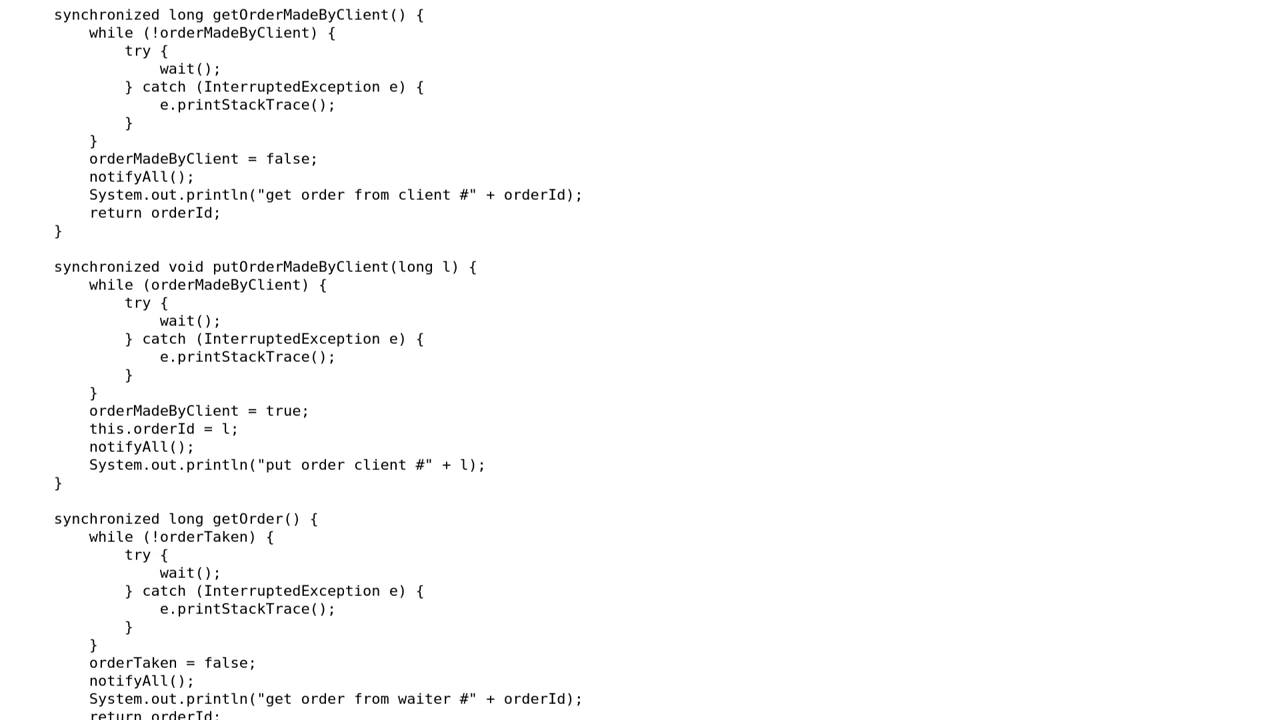 synchronized long getOrderMadeByClient() {
    while (!orderMadeByClient) {
        try {
            wait();
        } catch (InterruptedException e) {
            e.printStackTrace();
        }
    }
    orderMadeByClient = false;
    notifyAll();
    System.out.println("get order from client #" + orderId);
    return orderId;
}

synchronized void putOrderMadeByClient(long l) {
    while (orderMadeByClient) {
        try {
            wait();
        } catch (InterruptedException e) {
            e.printStackTrace();
        }
    }
    orderMadeByClient = true;
    this.orderId = l;
    notifyAll();
    System.out.println("put order client #" + l);
}

synchronized long getOrder() {
    while (!orderTaken) {
        try {
            wait();
        } catch (InterruptedException e) {
            e.printStackTrace();
        }
    }
    orderTaken = false;
    notifyAll();
    System.out.println("get order from waiter #" + orderId);
    return orderId;